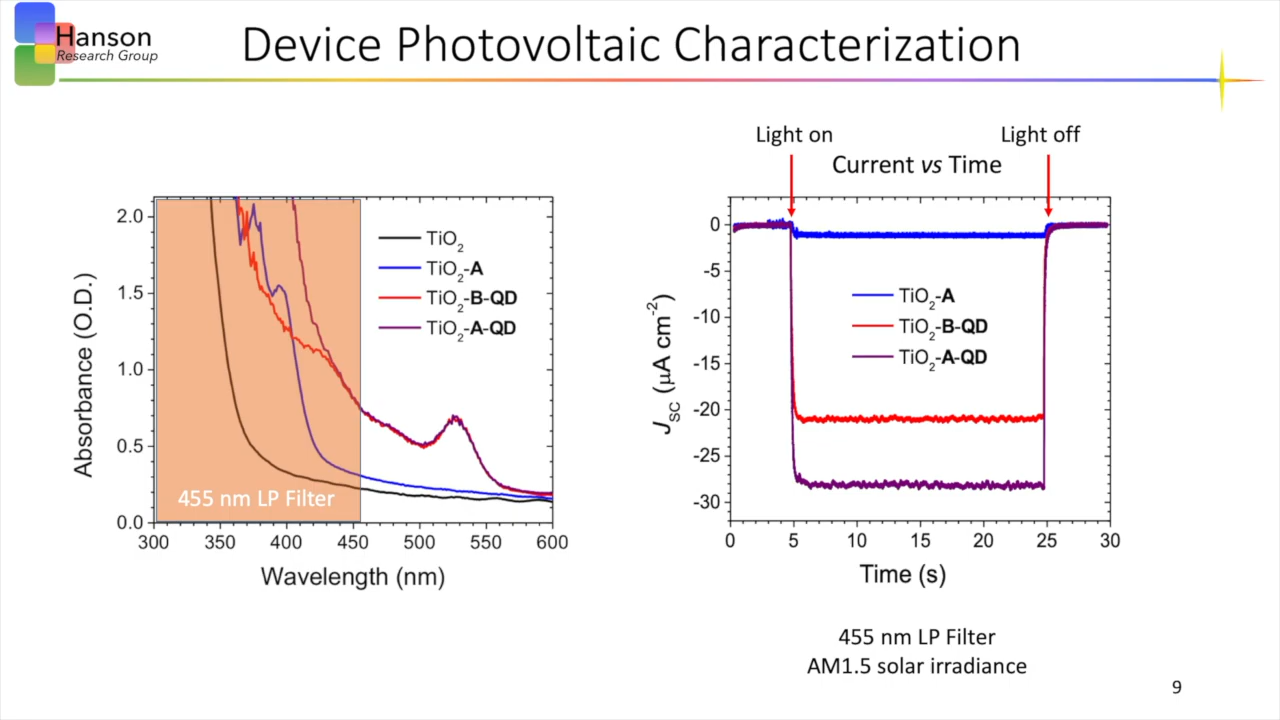 Hanson
Research Group
Device Photovoltaic Characterization
2.0
1.5
1.0
0.5
0.0
Absorbance (O.D.)
TiO2
TiO2-A
TiO2-B-QD
TiO2-A-QD
455 nm LP Filter
300 350 400 450 500 550 600
Wavelength (nm)
Light on
Light off
Current vs Time
0
-5
-10
-15
-20
-25
-30
JSC (μA cm-2)
TiO2-A
TiO2-B-QD
TiO2-A-QD
0 5 10 15 20 25 30
Time (s)
455 nm LP Filter
AM1.5 solar irradiance
9